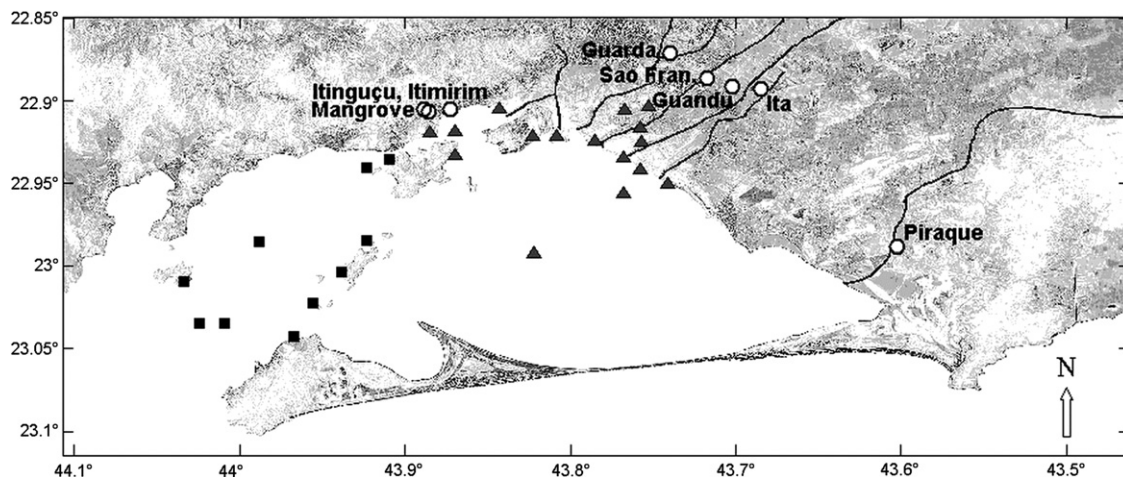 22.85°
22.9°
22.95°
23°
23.05°
23.1°
Guarda
Sao Fran.
Guandu
Ita
Itinguçu, Itimirim
Mangrove
Piraque
N
44.1°
44°
43.9°
43.8°
43.7°
43.6°
43.5°